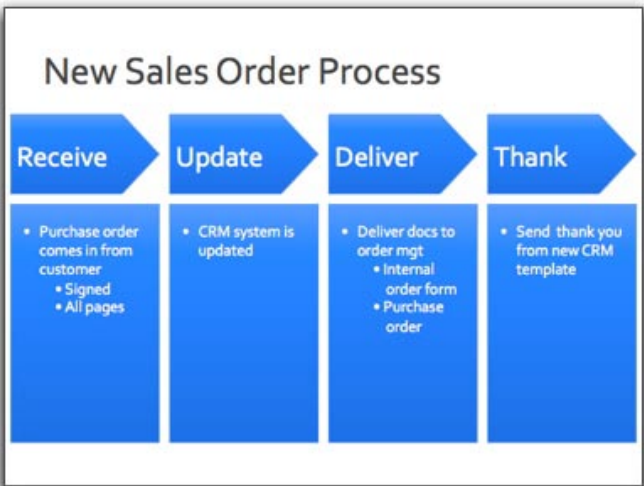 New Sales Order Process
Receive
Update
Deliver
Thank
• Purchase order
comes in from
customer
• Signed
• All pages
• CRM system is
updated
• Deliver docs to
order mgt
• Internal
order form
• Purchase
order
• Send thank you
from new CRM
template